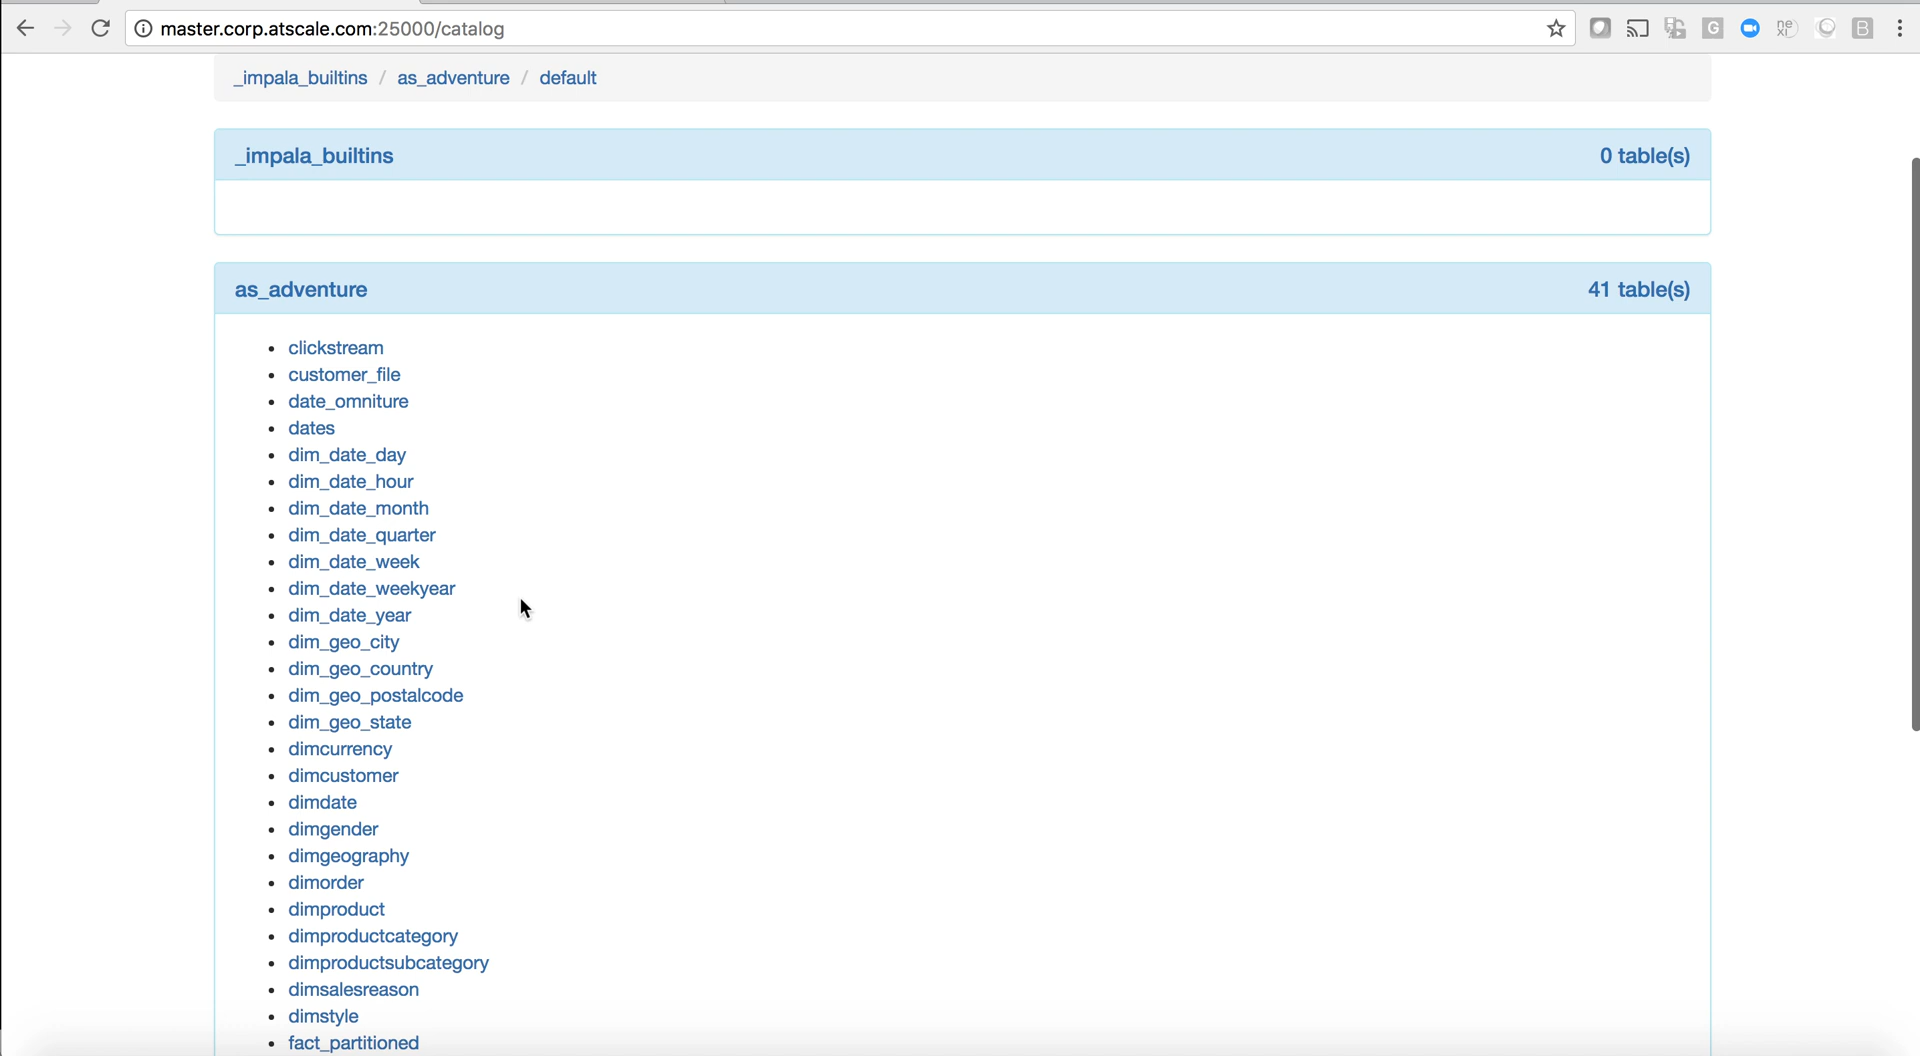 master.corp.atscale.com:25000/catalog
G
ne
xi
B
_impala_builtins / as_adventure / default
_impala_builtins 0 table(s)
as_adventure 41 table(s)
clickstream
customer_file
date_omniture
dates
dim_date_day
dim_date_hour
dim_date_month
dim_date_quarter
dim_date_week
dim_date_weekyear
dim_date_year
dim_geo_city
dim_geo_country
dim_geo_postalcode
dim_geo_state
dimcurrency
dimcustomer
dimdate
dimgender
dimgeography
dimorder
dimproduct
dimproductcategory
dimproductsubcategory
dimsalesreason
dimstyle
fact_partitioned